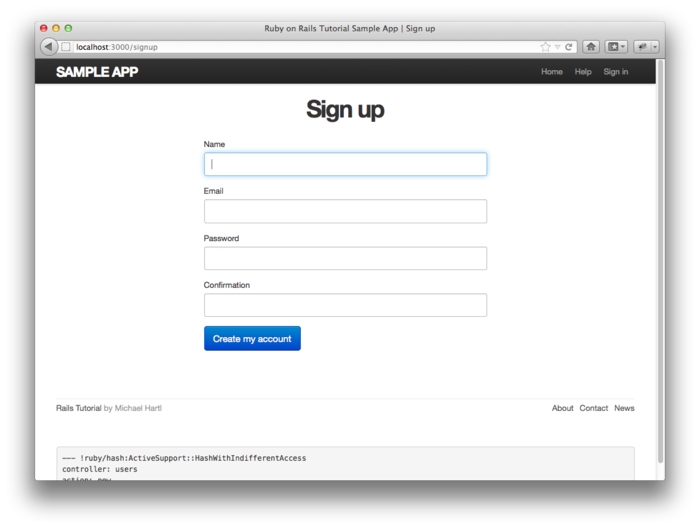 Ruby on Rails Tutorial Sample App | Sign up
localhost:3000/signup
SAMPLE APP
Home Help Sign in
Sign up
Name
Email
Password
Confirmation
Create my account
Rails Tutorial by Michael Hartl
About Contact News
--- !ruby/hash:ActiveSupport::HashWithIndifferentAccess
controller: users
action: new